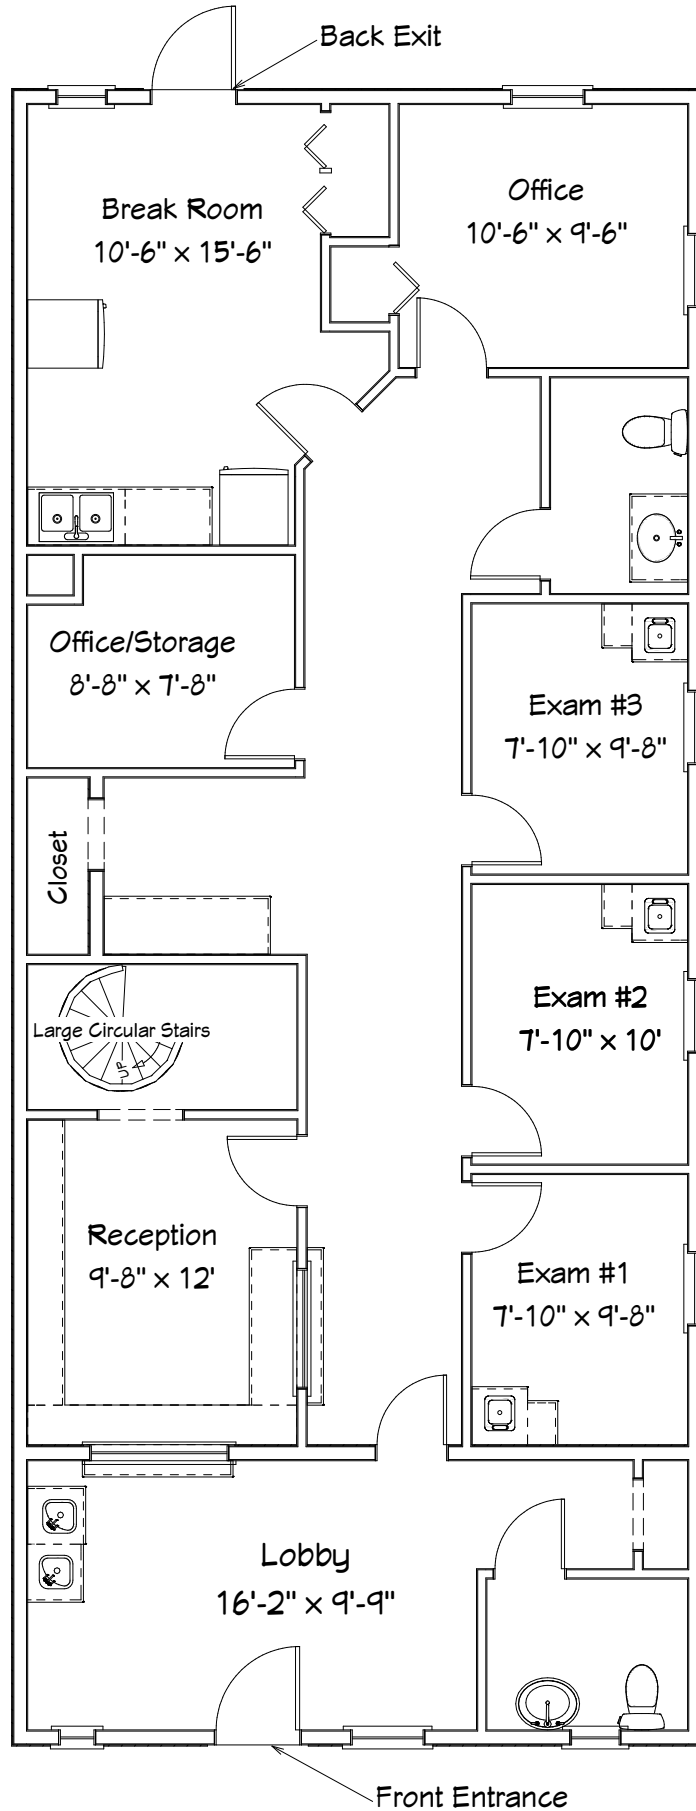 Back Exit
Break Room
10'-6" x 15'-6"
Office
10'-6" x 9'-6"
Office/Storage
8'-8" x 7'-8"
Exam #3
7'-10" x 9'-8"
Closet
Exam #2
7'-10" x 10'
Large Circular Stairs
UP
Reception
9'-8" x 12'
Exam #1
7'-10" x 9'-8"
Lobby
16'-2" x 9'-9"
Front Entrance